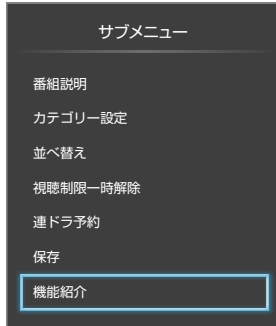 サブメニュー
番組説明
カテゴリー設定
並べ替え
視聴制限一時解除
連ドラ予約
保存
機能紹介